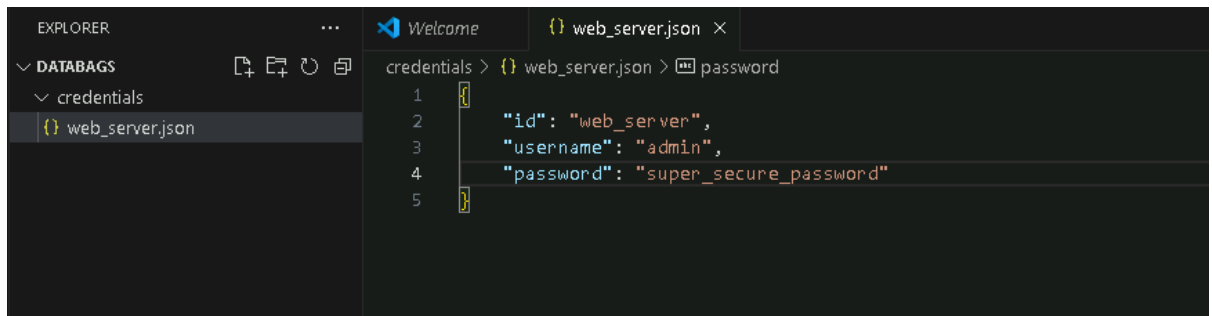 EXPLORER ...
Welcome
{} web_server.json ×
DATABAGS
credentials
{} web_server.json
credentials > {} web_server.json > abc password
1 {
2 "id": "web_server",
3 "username": "admin",
4 "password": "super_secure_password"
5 }